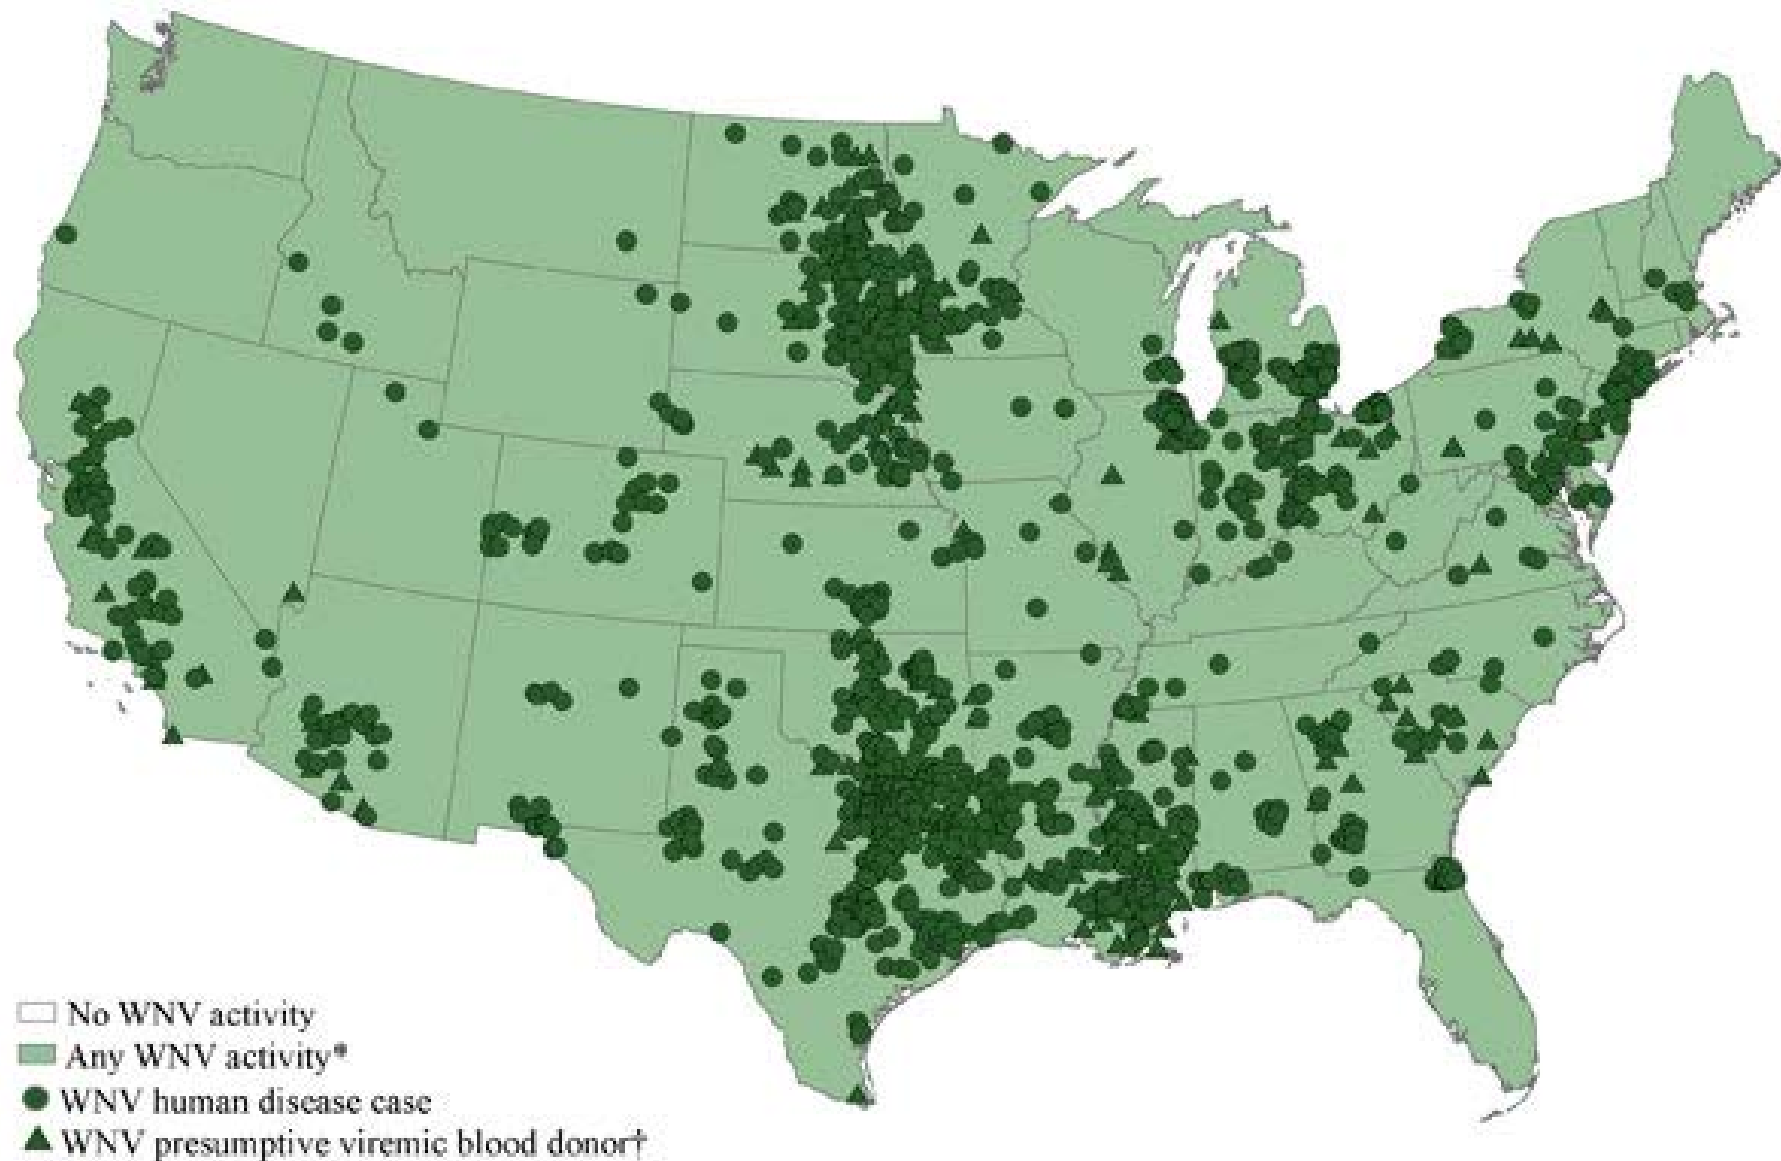 No WNV activity
Any WNV activity*
WNV human disease case
WNV presumptive viremic blood donor†